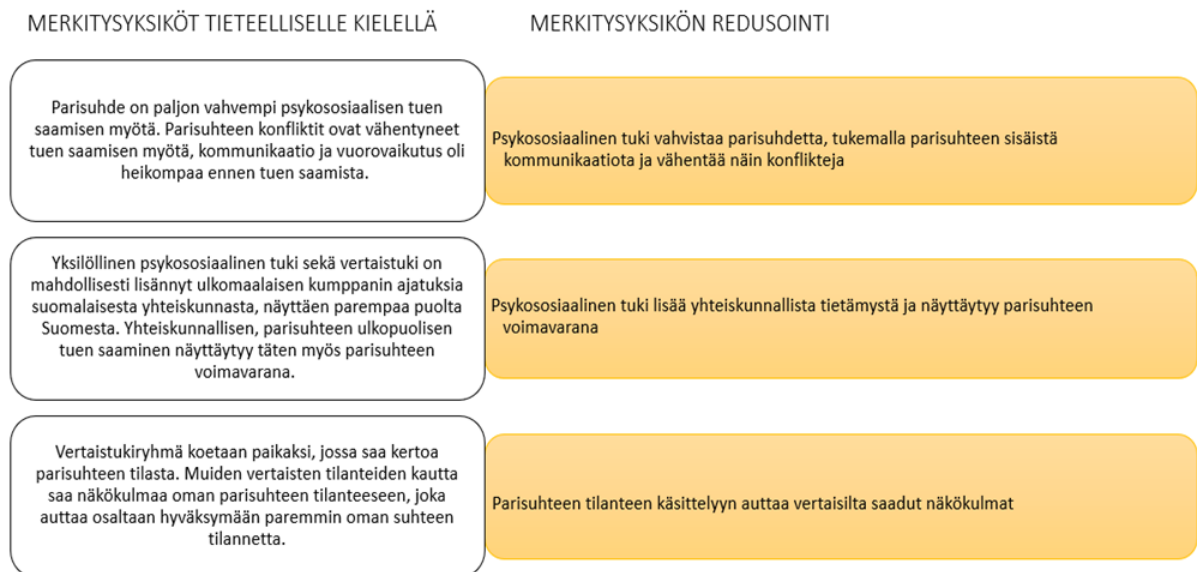 MERKITYSYKSIKÖT TIETEELLISELLE KIELELLÄ
MERKITYSYKSIKÖN REDUSOINTI
Parisuhde on paljon vahvempi psykososiaalisen tuen
saamisen myötä. Parisuhteen konfliktit ovat vähentyneet
tuen saamisen myötä, kommunikaatio ja vuorovaikutus oli
heikompaa ennen tuen saamista.
Psykososiaalinen tuki vahvistaa parisuhdetta, tukemalla parisuhteen sisäistä
kommunikaatiota ja vähentää näin konflikteja
Yksilöllinen psykososiaalinen tuki sekä vertaistuki on
mahdollisesti lisännyt ulkomaalaisen kumppanin ajatuksia
suomalaisesta yhteiskunnasta, näyttäen parempaa puolta
Suomesta. Yhteiskunnallisen, parisuhteen ulkopuolisen
tuen saaminen näyttäytyy täten myös parisuhteen
voimavarana.
Psykososiaalinen tuki lisää yhteiskunnallista tietämystä ja näyttäytyy parisuhteen
voimavarana
Vertaistukiryhmä koetaan paikaksi, jossa saa kertoa
parisuhteen tilasta. Muiden vertaisten tilanteiden kautta
saa näkökulmaa oman parisuhteen tilanteeseen, joka
auttaa osaltaan hyväksymään paremmin oman suhteen
tilannetta.
Parisuhteen tilanteen käsittelyyn auttaa vertaisilta saadut näkökulmat